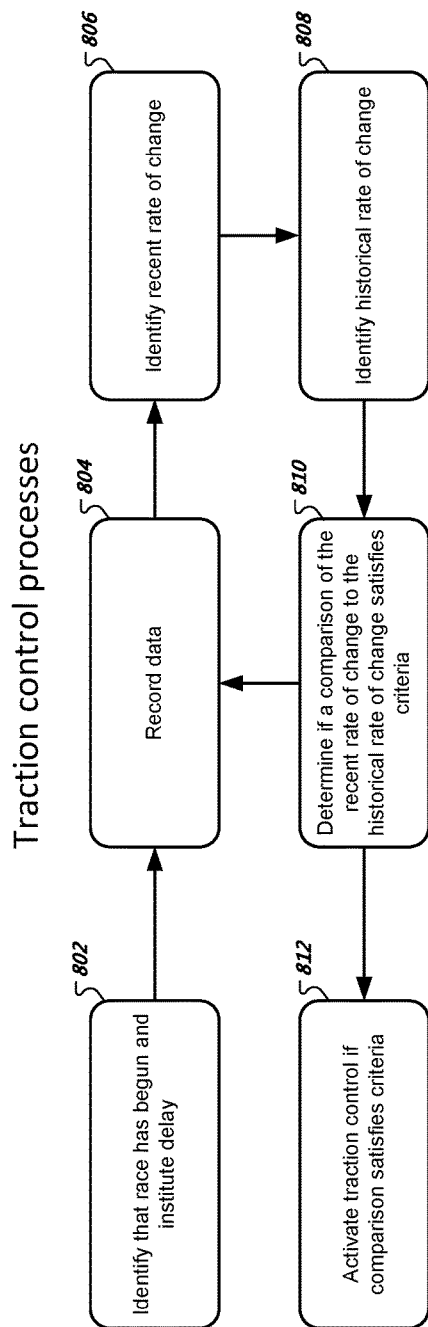 Traction control processes
802
Identify that race has begun and
institute delay
804
Record data
806
Identify recent rate of change
808
Identify historical rate of change
810
Determine if a comparison of the
recent rate of change to the
historical rate of change satisfies
criteria
812
Activate traction control if
comparison satisfies criteria